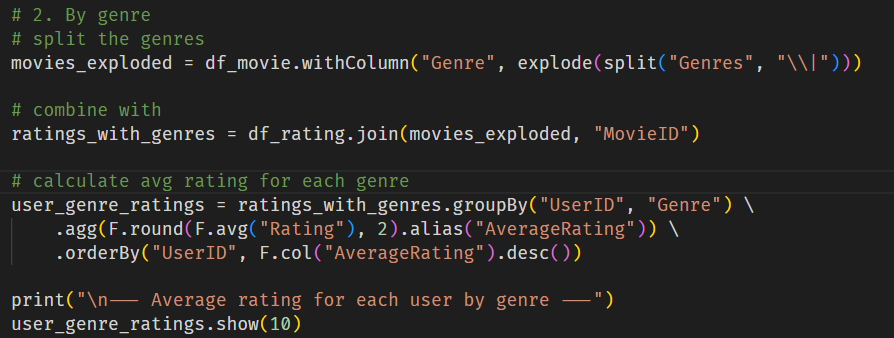 # 2. By genre
# split the genres
movies_exploded = df_movie.withColumn("Genre", explode(split("Genres", "\\|")))
# combine with
ratings_with_genres = df_rating.join(movies_exploded, "MovieID")
# calculate avg rating for each genre
user_genre_ratings = ratings_with_genres.groupBy("UserID", "Genre") \
.agg(F.round(F.avg("Rating"), 2).alias("AverageRating")) \
.orderBy("UserID", F.col("AverageRating").desc())
print("\n--- Average rating for each user by genre ---")
user_genre_ratings.show(10)